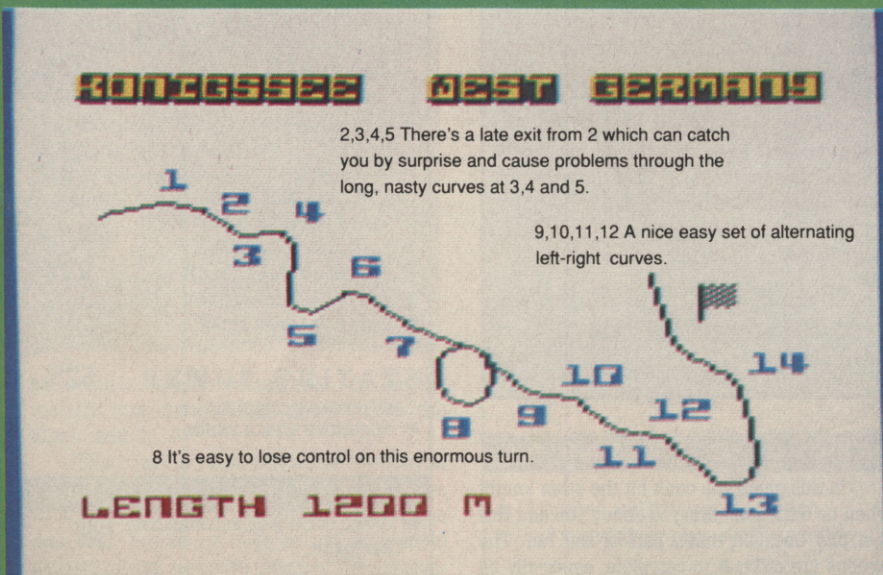 KONIGSSEE WEST GERMANY
2,3,4,5 There's a late exit from 2 which can catch
you by surprise and cause problems through the
long, nasty curves at 3,4 and 5.
9,10,11,12 A nice easy set of alternating
left-right curves.
1
2
3
4
5
6
7
8
9
10
11
12
13
14
8 It's easy to lose control on this enormous turn.
LENGTH 1200 M